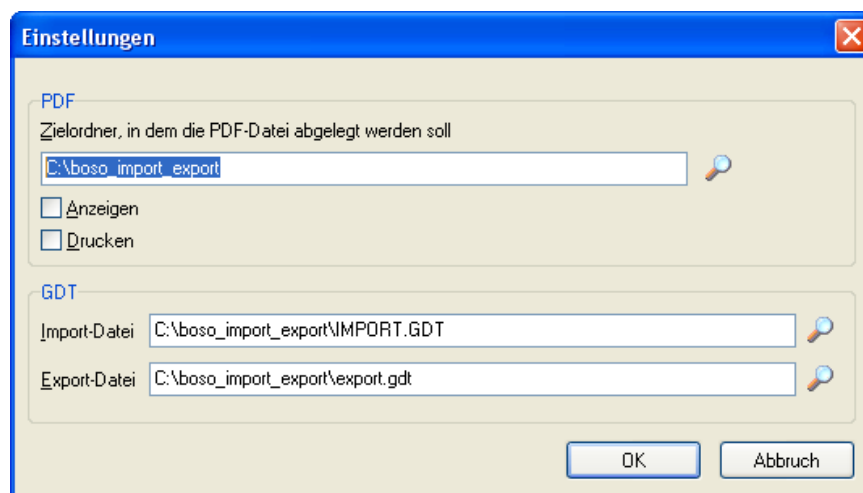 Einstellungen
PDF
Zielordner, in dem die PDF-Datei abgelegt werden soll
C:\boso_import_export
Anzeigen
Drucken
GDT
Import-Datei C:\boso_import_export\IMPORT.GDT
Export-Datei C:\boso_import_export\export.gdt
OK Abbruch